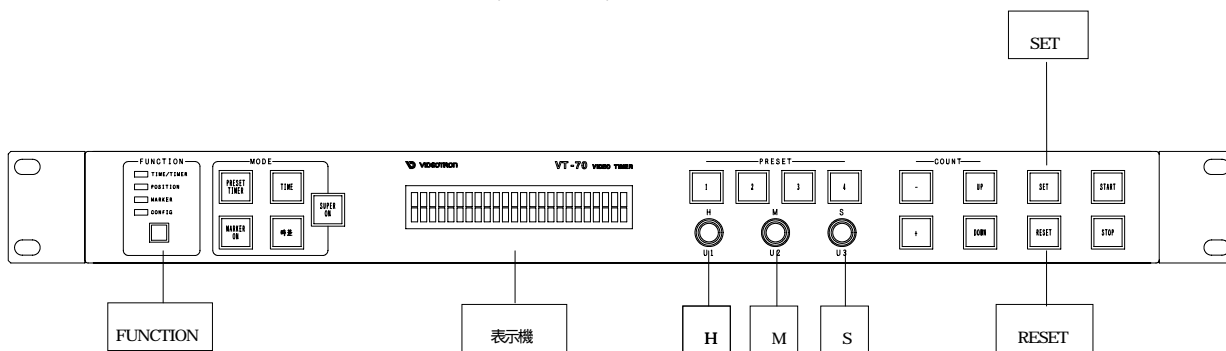 SET
FUNCTION
TIME/TIMER
POSITION
MARKER
CONFIG
MODE
PRESET TIMER
TIME
MARKER ON
時差
SUPER ON
VIDEOTRON
VT-70 VIDEO TIMER
PRESET
1 2 3 4
H M S
U1 U2 U3
COUNT
- UP SET START
+ DOWN RESET STOP
FUNCTION
表示機
H
M
S
RESET